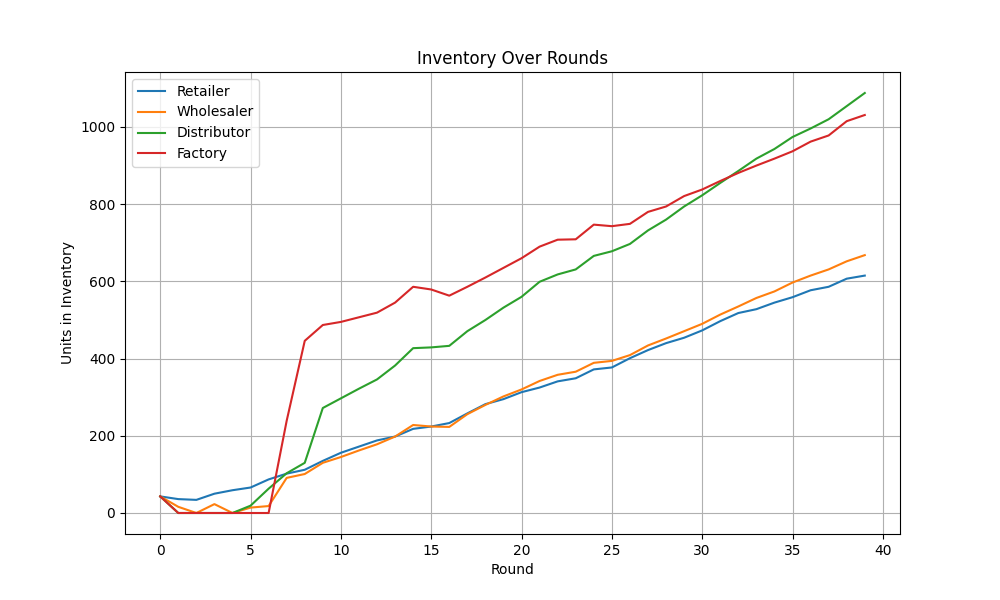 Inventory Over Rounds
Retailer
Wholesaler
Distributor
Factory
Units in Inventory
1000
800
600
400
200
0
0 5 10 15 20 25 30 35 40
Round